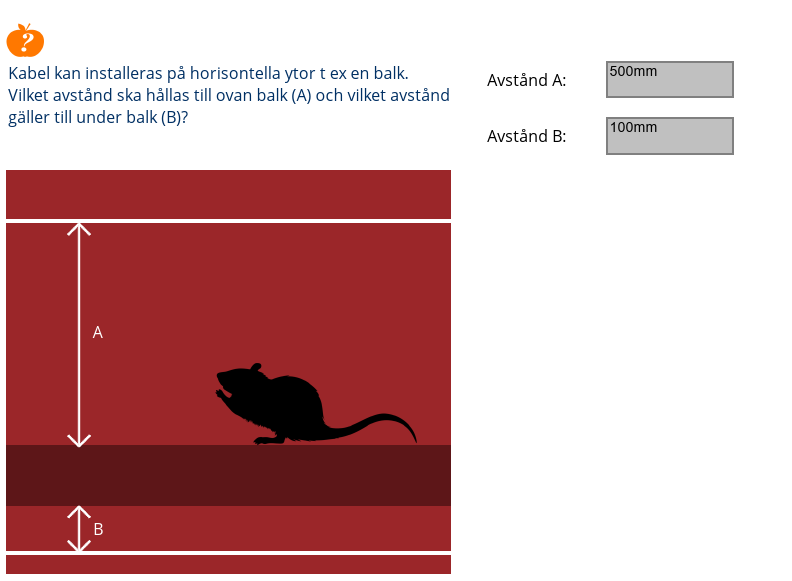 ?
Kabel kan installeras på horisontella ytor t ex en balk.
Vilket avstånd ska hållas till ovan balk (A) och vilket avstånd
gäller till under balk (B)?
Avstånd A:
500mm
Avstånd B:
100mm
A
B